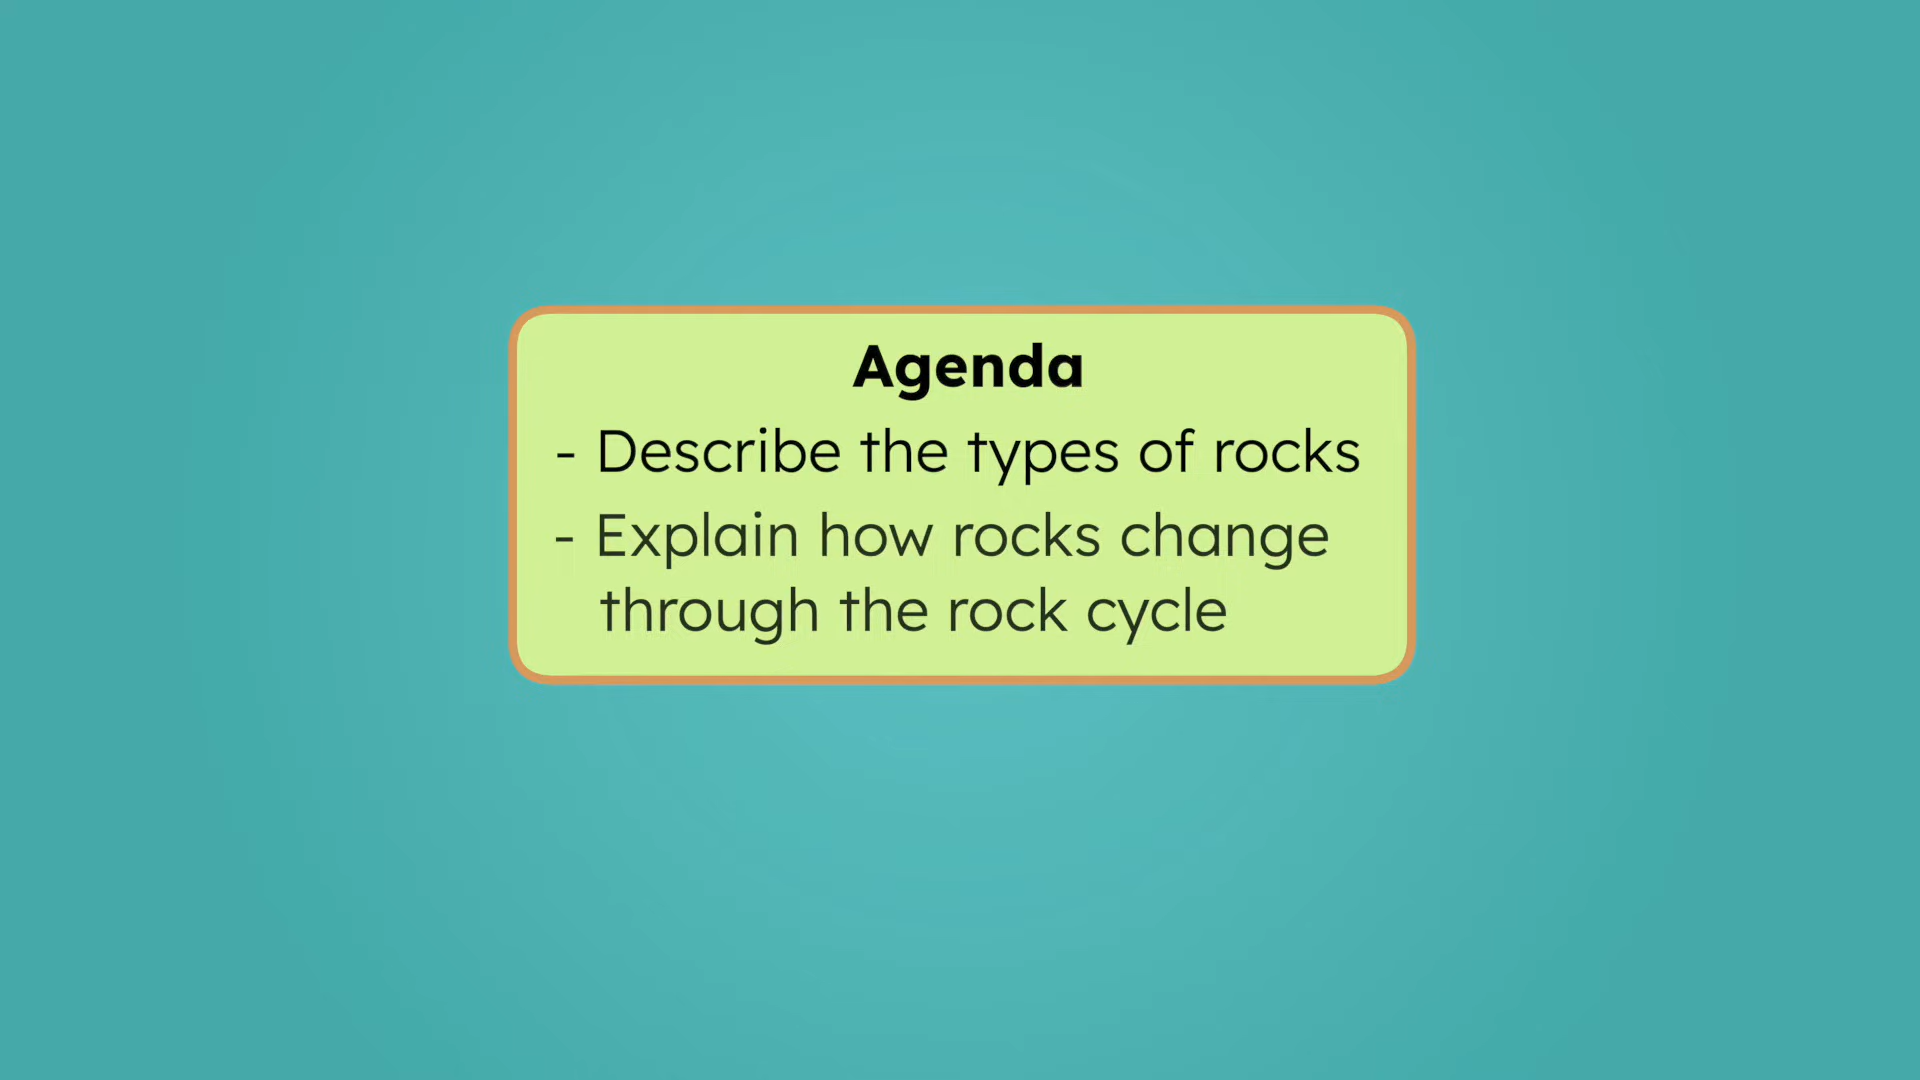 Agenda
- Describe the types of rocks
- Explain how rocks change
through the rock cycle